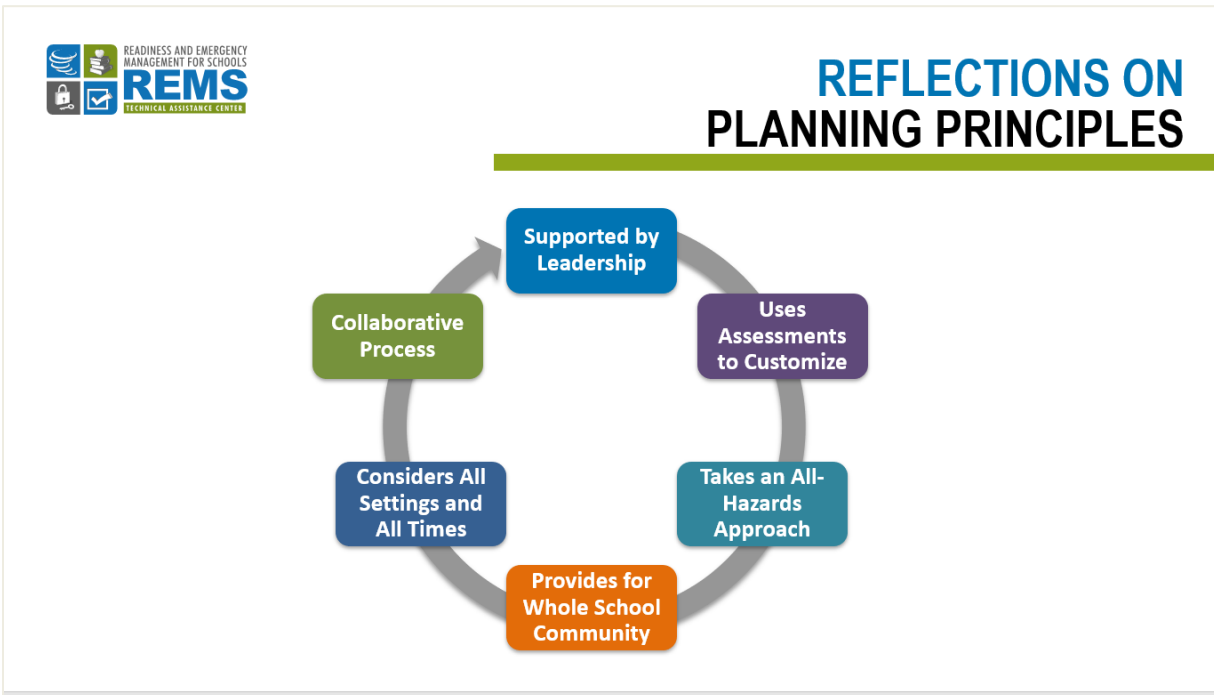 READINESS AND EMERGENCY
MANAGEMENT FOR SCHOOLS
REMS
TECHNICAL ASSISTANCE CENTER
REFLECTIONS ON
PLANNING PRINCIPLES
Supported by
Leadership
Uses
Assessments
to Customize
Takes an All-
Hazards
Approach
Provides for
Whole School
Community
Considers All
Settings and
All Times
Collaborative
Process